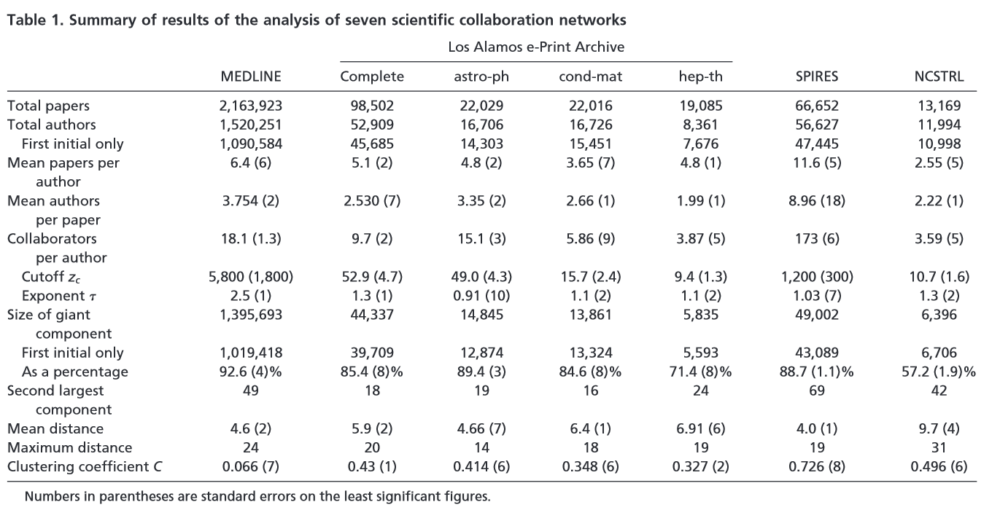 Table 1. Summary of results of the analysis of seven scientific collaboration networks
Los Alamos e-Print Archive
MEDLINE Complete astro-ph cond-mat hep-th SPIRES NCSTRL
Total papers 2,163,923 98,502 22,029 22,016 19,085 66,652 13,169
Total authors 1,520,251 52,909 16,706 16,726 8,361 56,627 11,994
First initial only 1,090,584 45,685 14,303 15,451 7,676 47,445 10,998
Mean papers per 6.4 (6) 5.1 (2) 4.8 (2) 3.65 (7) 4.8 (1) 11.6 (5) 2.55 (5)
author
Mean authors 3.754 (2) 2.530 (7) 3.35 (2) 2.66 (1) 1.99 (1) 8.96 (18) 2.22 (1)
per paper
Collaborators 18.1 (1.3) 9.7 (2) 15.1 (3) 5.86 (9) 3.87 (5) 173 (6) 3.59 (5)
per author
Cutoff zc 5,800 (1,800) 52.9 (4.7) 49.0 (4.3) 15.7 (2.4) 9.4 (1.3) 1,200 (300) 10.7 (1.6)
Exponent τ 2.5 (1) 1.3 (1) 0.91 (10) 1.1 (2) 1.1 (2) 1.03 (7) 1.3 (2)
Size of giant 1,395,693 44,337 14,845 13,861 5,835 49,002 6,396
component
First initial only 1,019,418 39,709 12,874 13,324 5,593 43,089 6,706
As a percentage 92.6 (4)% 85.4 (8)% 89.4 (3) 84.6 (8)% 71.4 (8)% 88.7 (1.1)% 57.2 (1.9)%
Second largest 49 18 19 16 24 69 42
component
Mean distance 4.6 (2) 5.9 (2) 4.66 (7) 6.4 (1) 6.91 (6) 4.0 (1) 9.7 (4)
Maximum distance 24 20 14 18 19 19 31
Clustering coefficient C 0.066 (7) 0.43 (1) 0.414 (6) 0.348 (6) 0.327 (2) 0.726 (8) 0.496 (6)
Numbers in parentheses are standard errors on the least significant figures.